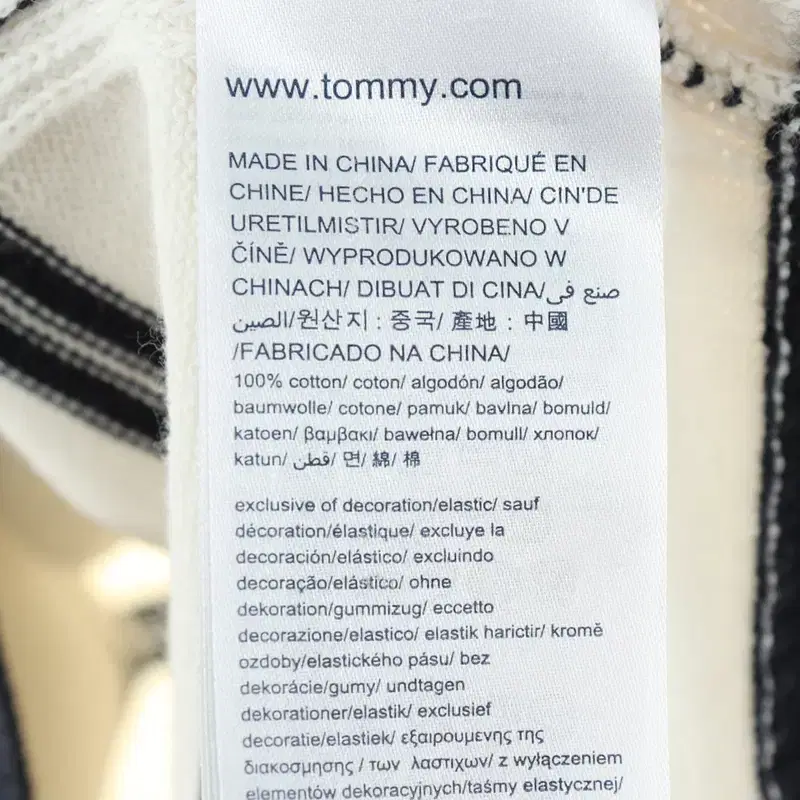 www.tommy.com
MADE IN CHINA/ FABRIQUÉ EN
CHINE/ HECHO EN CHINA/ CIN'DE
URETILMISTIR/ VYROBENO V
ČÍNĚ/ WYPRODUKOWANO W
CHINACH/ DIBUAT DI CINA/صنع في
الصين/원산지 : 중국/ 產地 : 中國
/FABRICADO NA CHINA/
100% cotton/ coton/ algodón/ algodão/
baumwolle/ cotone/ pamuk/ bavlna/ bomuld/
katoen/ βαμβακι/ bawełna/ bomull/ хлопок/
katun/ قطن/ 면/ 綿/ 棉
exclusive of decoration/elastic/ sauf
décoration/élastique/ excluye la
decoración/elástico/ excluindo
decoração/elástico/ ohne
dekoration/gummizug/ eccetto
decorazione/elastico/ elastik harictir/ kromě
ozdoby/elastického pásu/ bez
dekorácie/gumy/ undtagen
dekorationer/elastik/ exclusief
decoratie/elastiek/ εξαιρουμενης της
διακοσμησης / των λαστιχων/ z wyłączeniem
elementów dekoracyjnych/taśmy elastycznej/